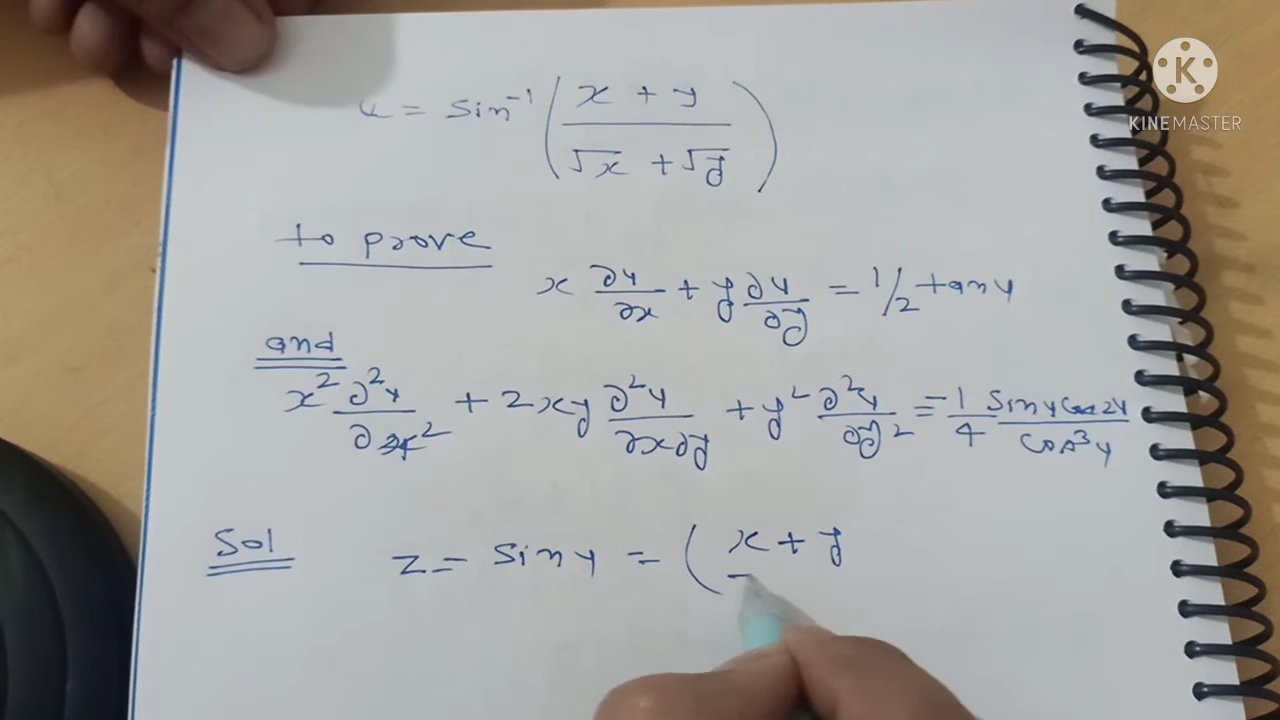 u = sin⁻¹ ( (x + y) / (√x + √y) )
to prove
x ∂u/∂x + y ∂u/∂y = 1/2 tan u
and
x² ∂²u/∂x² + 2xy ∂²u/∂x∂y + y² ∂²u/∂y² = -1/4 sin u cos 2u / cos³ u
Sol z = sin u = ( x + y
K
KINEMASTER